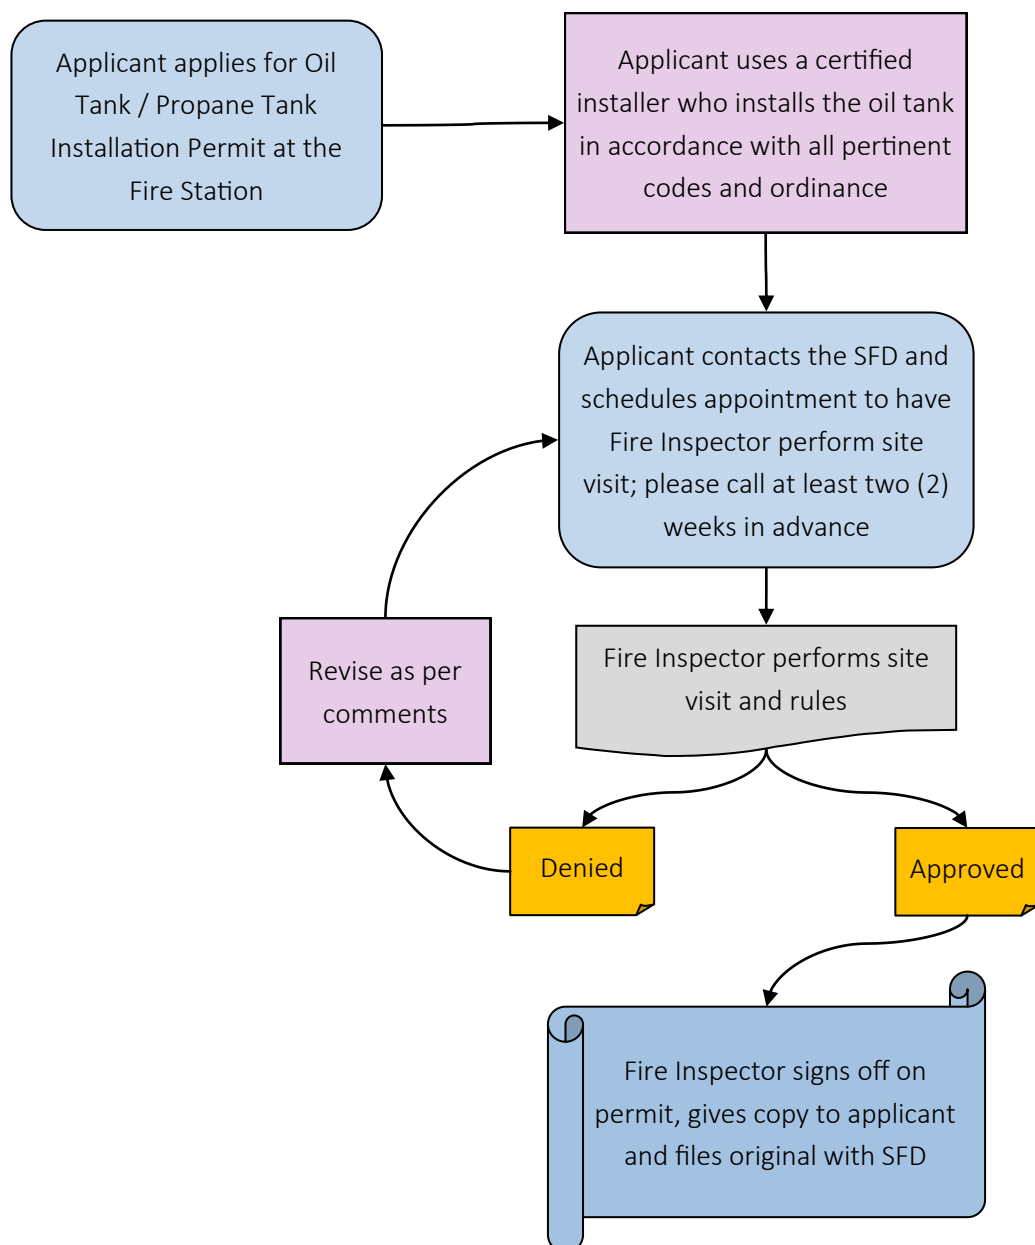 Applicant applies for Oil
Tank / Propane Tank
Installation Permit at the
Fire Station
Applicant uses a certified
installer who installs the oil tank
in accordance with all pertinent
codes and ordinance
Applicant contacts the SFD and
schedules appointment to have
Fire Inspector perform site
visit; please call at least two (2)
weeks in advance
Revise as per
comments
Fire Inspector performs site
visit and rules
Denied
Approved
Fire Inspector signs off on
permit, gives copy to applicant
and files original with SFD